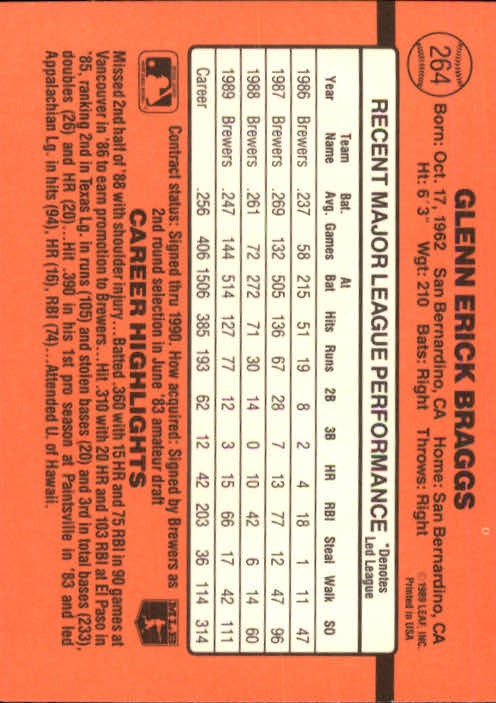 264
GLENN ERICK BRAGGS
Born: Oct. 17, 1962 San Bernardino, CA Home: San Bernardino, CA
Ht: 6' 3" Wgt: 210 Bats: Right Throws: Right
© 1989 LEAF, INC.
Printed in USA
RECENT MAJOR LEAGUE PERFORMANCE *Denotes Led League
Year Team Name Bat. Avg. Games At Bat Hits Runs 2B 3B HR RBI Steal Walk SO
1986 Brewers .237 58 215 51 19 8 2 4 18 1 11 47
1987 Brewers .269 132 505 136 67 28 7 13 77 12 47 96
1988 Brewers .261 72 272 71 30 14 0 10 42 6 14 60
1989 Brewers .247 144 514 127 77 12 3 15 66 17 42 111
Career .256 406 1506 385 193 62 12 42 203 36 114 314
Contract status: Signed thru 1990. How acquired: Signed by Brewers as
2nd round selection in June '83 amateur draft
MLB
CAREER HIGHLIGHTS
Missed 2nd half of '88 with shoulder injury...Batted .360 with 15 HR and 75 RBI in 90 games at
Vancouver in '86 to earn promotion to Brewers...Hit .310 with 20 HR and 103 RBI at El Paso in
'85, ranking 2nd in Texas Lg. in runs (105) and stolen bases (20) and 3rd in total bases (233),
doubles (26) and HR (20)...Hit .390 in his 1st pro season at Paintsville in '83 and led
Appalachian Lg. in hits (94), HR (16), RBI (74)...Attended U. of Hawaii.